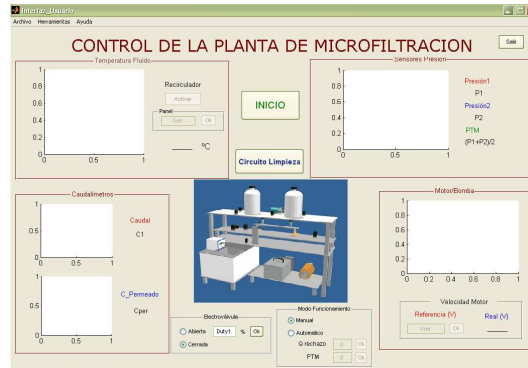 Interfaz_Usuario
Archivo Herramientas Ayuda
CONTROL DE LA PLANTA DE MICROFILTRACION
Salir
Temperatura Fluido
1
0.8
0.6
0.4
0.2
0
0 0.5 1
Recirculador
Activar
Panel
Tref Ok
ºC
INICIO
Circuito Limpieza
Sensores Presion
1
0.8
0.6
0.4
0.2
0
0 0.5 1
Presión1
P1
Presión2
P2
PTM
(P1+P2)/2
Caudalimetros
1
0.5
0
0 0.5 1
Caudal
C1
1
0.5
0
0 0.5 1
C_Permeado
Cper
Electroválvula
Abierta Duty1 % Ok
Cerrada
Modo Funcionamiento
Manual
Automatico
Q rechazo 0 Ok
PTM 0 Ok
Motor/Bomba
1
0.8
0.6
0.4
0.2
0
0 0.2 0.4 0.6 0.8 1
Velocidad Motor
Referencia (V) Real (V)
Vref Ok